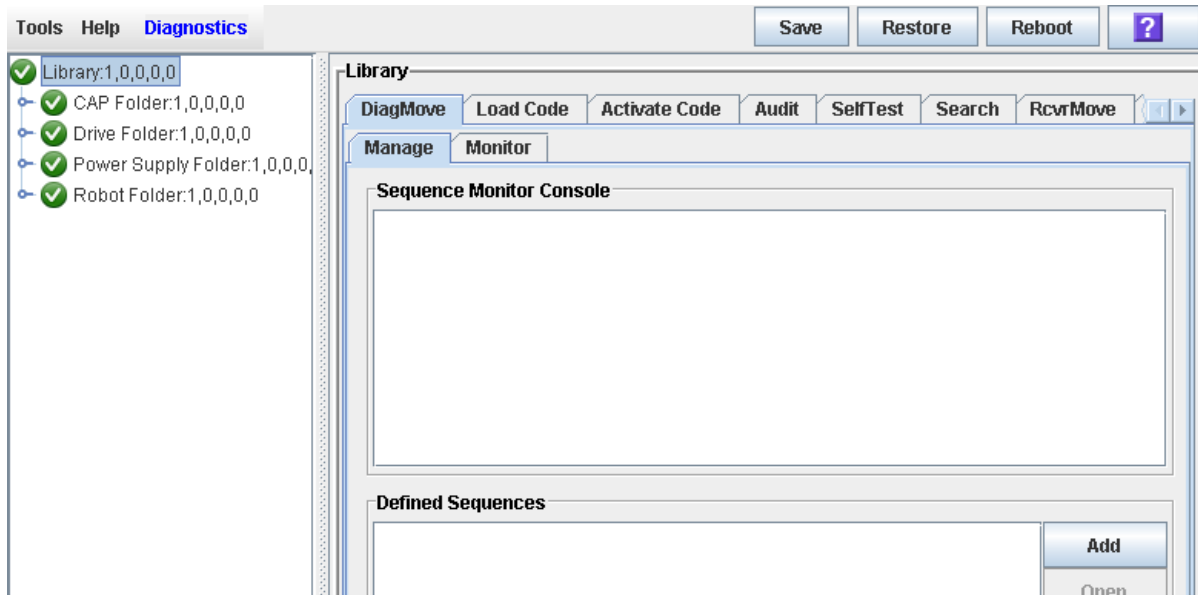 Tools Help Diagnostics Save Restore Reboot ?
Library:1,0,0,0,0
CAP Folder:1,0,0,0,0
Drive Folder:1,0,0,0,0
Power Supply Folder:1,0,0,0,
Robot Folder:1,0,0,0,0
Library
DiagMove Load Code Activate Code Audit SelfTest Search RcvrMove
Manage Monitor
Sequence Monitor Console
Defined Sequences
Add
Open